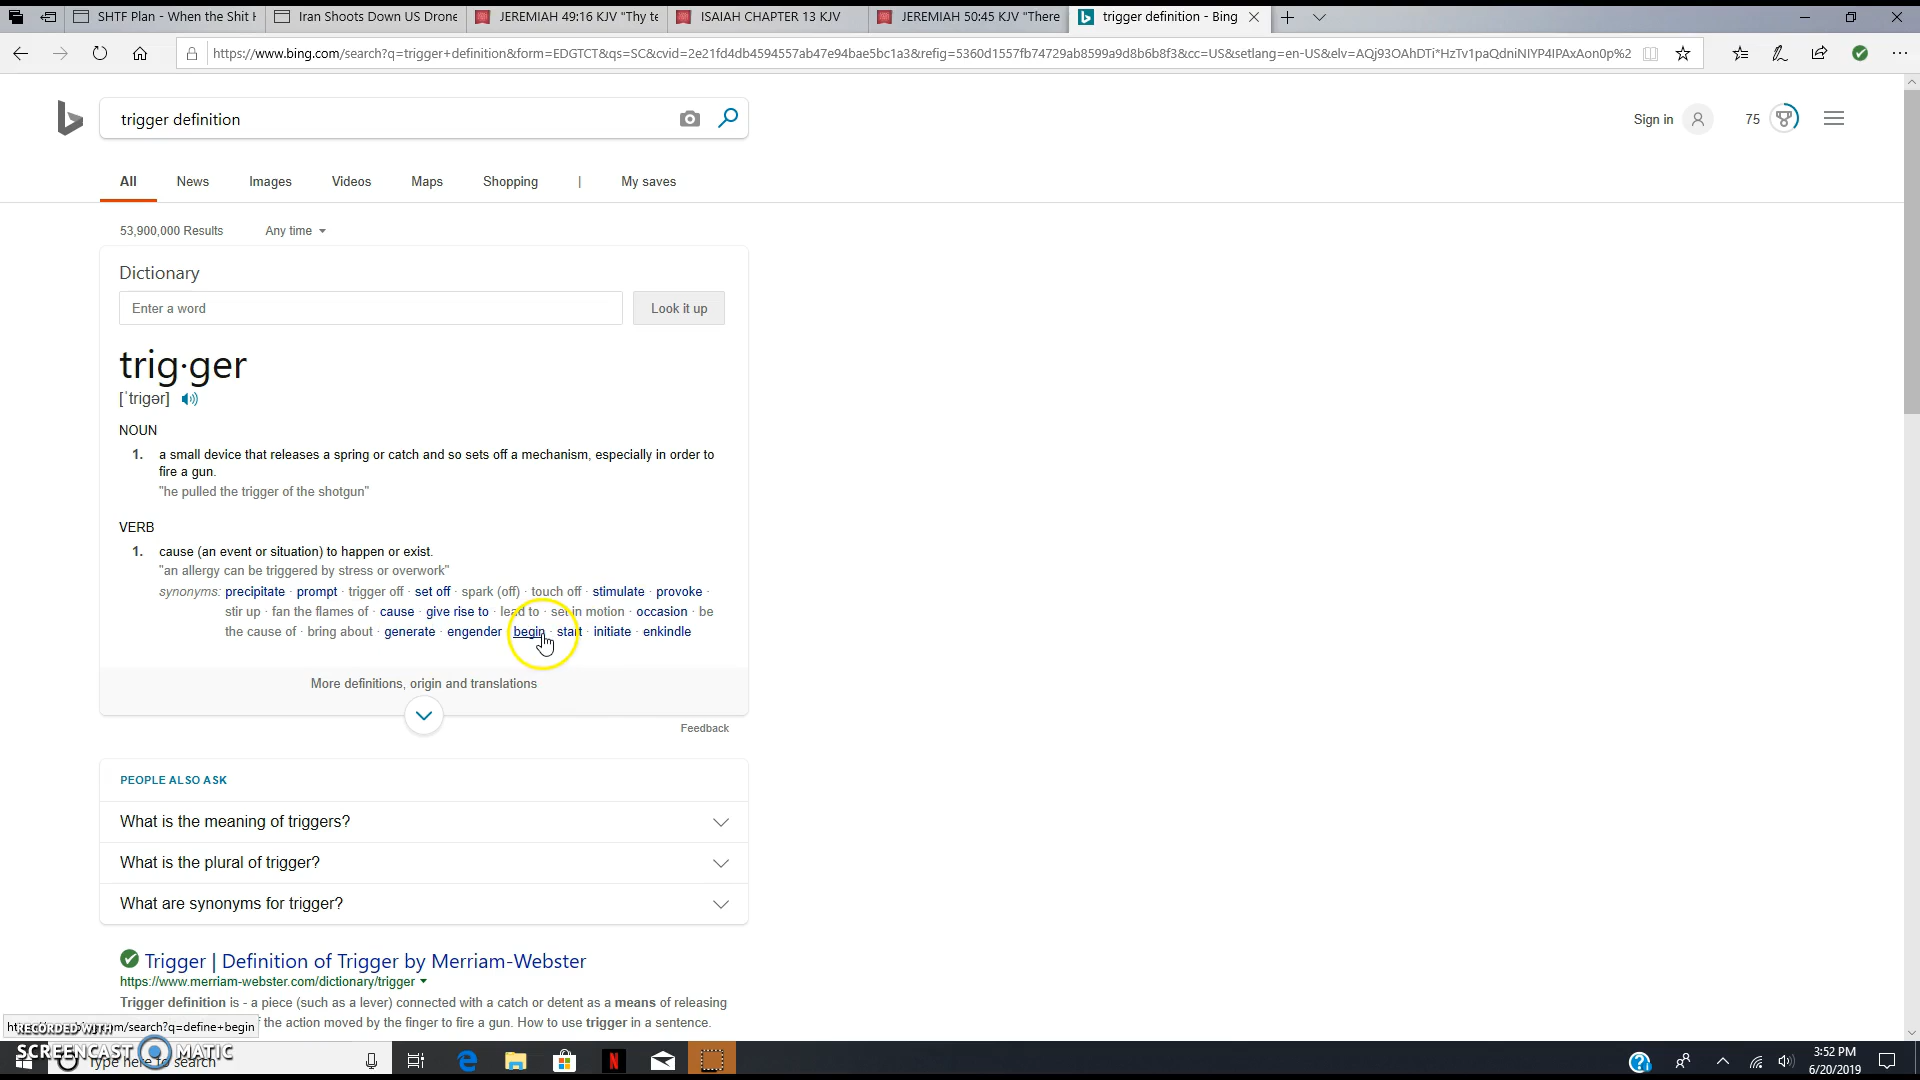 SHTF Plan - When the Shit H
Iran Shoots Down US Drone
JEREMIAH 49:16 KJV "Thy te
ISAIAH CHAPTER 13 KJV
JEREMIAH 50:45 KJV "There
trigger definition - Bing
https://www.bing.com/search?q=trigger+definition&form=EDGTCT&qs=SC&cvid=2e21fd4db4594557ab47e94bae5bc1a3&refig=5360d1557fb74729ab8599a9d8b6b8f3&cc=US&setlang=en-US&elv=AQj93OAhDTi*HzTv1paQdniNIYP4IPAxAon0p%2
trigger definition
Sign in
75
All News Images Videos Maps Shopping | My saves
53,900,000 Results Any time
Dictionary
Enter a word
Look it up
trig·ger
[ˈtriɡər]
NOUN
1. a small device that releases a spring or catch and so sets off a mechanism, especially in order to
fire a gun.
"he pulled the trigger of the shotgun"
VERB
1. cause (an event or situation) to happen or exist.
"an allergy can be triggered by stress or overwork"
synonyms: precipitate · prompt · trigger off · set off · spark (off) · touch off · stimulate · provoke ·
stir up · fan the flames of · cause · give rise to · lead to · set in motion · occasion · be
the cause of · bring about · generate · engender · begin · start · initiate · enkindle
More definitions, origin and translations
Feedback
PEOPLE ALSO ASK
What is the meaning of triggers?
What is the plural of trigger?
What are synonyms for trigger?
Trigger | Definition of Trigger by Merriam-Webster
https://www.merriam-webster.com/dictionary/trigger
Trigger definition is - a piece (such as a lever) connected with a catch or detent as a means of releasing
the action moved by the finger to fire a gun. How to use trigger in a sentence.
m/search?q=define+begin
RECORDED WITH
SCREENCAST MATIC
Type here to search
3:52 PM
6/20/2019